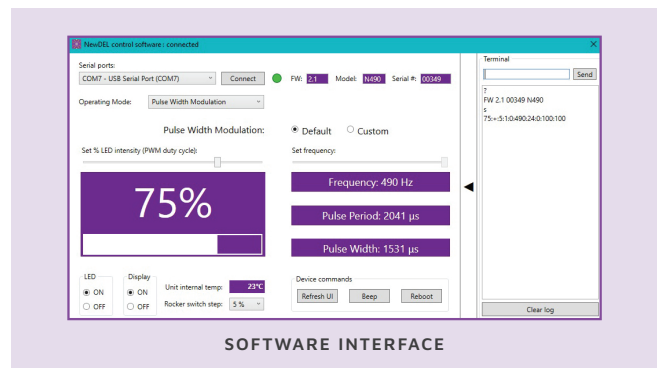 NewDEL control software : connected
Serial ports:
COM7 - USB Serial Port (COM7)
Connect
FW: 2.1 Model: N490 Serial #: 00349
Operating Mode: Pulse Width Modulation
Pulse Width Modulation:
Default Custom
Set % LED intensity (PWM duty cycle):
Set frequency:
75%
Frequency: 490 Hz
Pulse Period: 2041 µs
Pulse Width: 1531 µs
LED
ON
OFF
Display
ON
OFF
Unit internal temp: 23°C
Rocker switch step: 5 %
Device commands
Refresh UI Beep Reboot
Terminal
Send
?
FW 2.1 00349 N490
s
75:+:5:1:0:490:24:0:100:100
Clear log
SOFTWARE INTERFACE